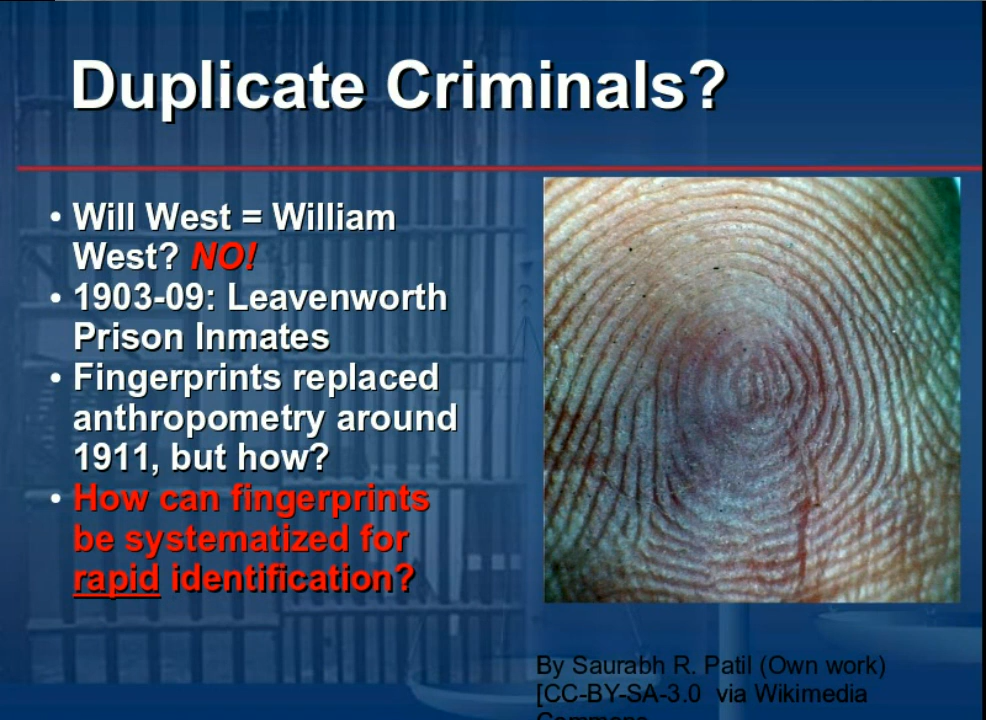 Duplicate Criminals?
• Will West = William
West? NO!
• 1903-09: Leavenworth
Prison Inmates
• Fingerprints replaced
anthropometry around
1911, but how?
• How can fingerprints
be systematized for
rapid identification?
By Saurabh R. Patil (Own work)
[CC-BY-SA-3.0 via Wikimedia
Commons